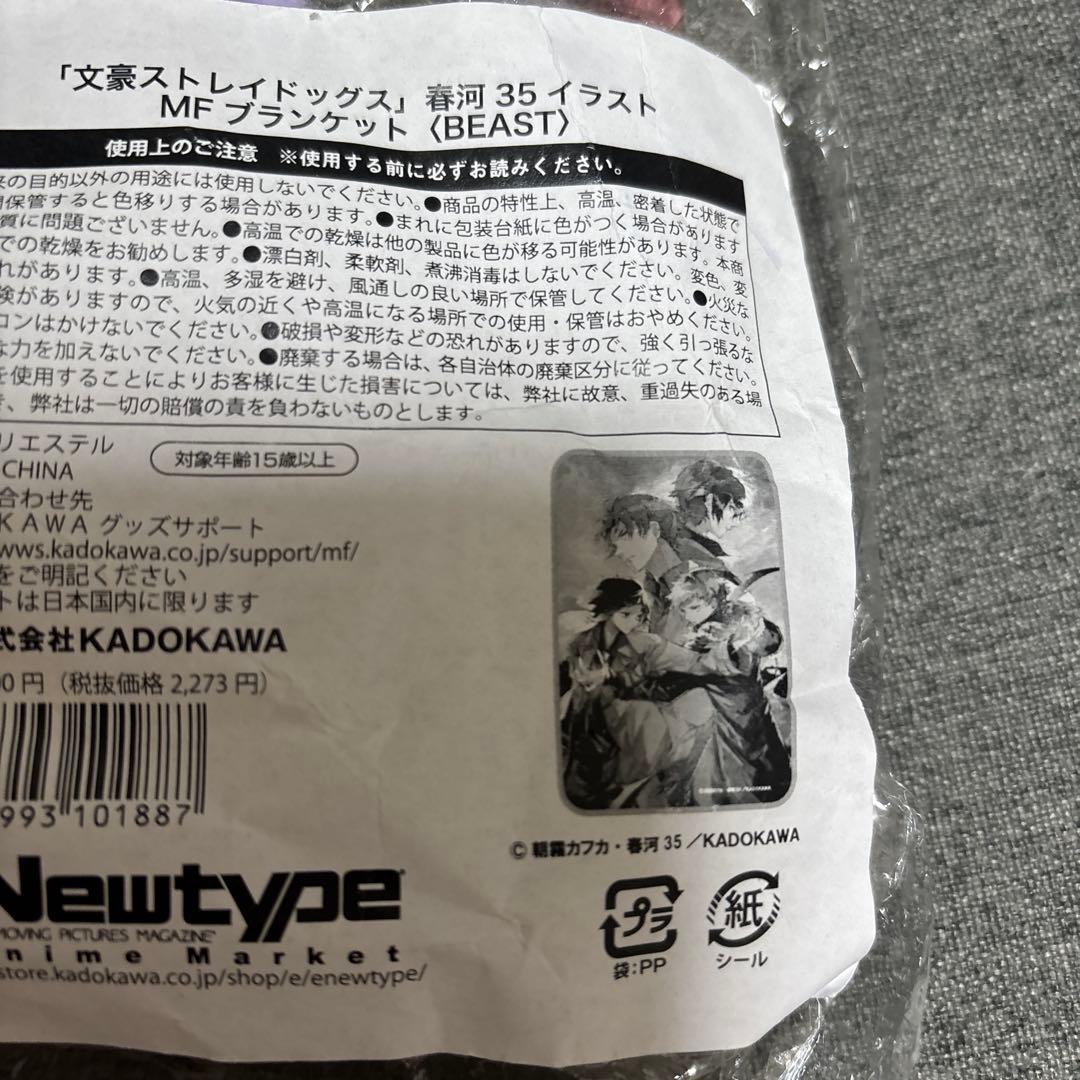 「文豪ストレイドッグス」春河35イラスト
MFブランケット〈BEAST〉
使用上のご注意 ※使用する前に必ずお読みください。
の目的以外の用途には使用しないでください。●商品の特性上、高温、密着した状態で
保管すると色移りする場合があります。●まれに包装台紙に色がつく場合があります
質に問題ございません。●高温での乾燥は他の製品に色が移る可能性があります。本商
での乾燥をお勧めします。●漂白剤、柔軟剤、煮沸消毒はしないでください。変色、変
れがあります。●高温、多湿を避け、風通しの良い場所で保管してください。●火災な
険がありますので、火気の近くや高温になる場所での使用・保管はおやめください。
ロンはかけないでください。●破損や変形などの恐れがありますので、強く引っ張るな
な力を加えないでください。●廃棄する場合は、各自治体の廃棄区分に従ってください。
を使用することによりお客様に生じた損害については、弊社に故意、重過失のある場
き、弊社は一切の賠償の責を負わないものとします。
リエステル
CHINA
対象年齢15歳以上
合わせ先
KAWA グッズサポート
wws.kadokawa.co.jp/support/mf/
をご明記ください
トは日本国内に限ります
式会社KADOKAWA
00円（税抜価格2,273円）
993 101887
Newtype
MOVING PICTURES MAGAZINE
nime Market
store.kadokawa.co.jp/shop/e/enewtype/
© 朝霧カフカ・春河35／KADOKAWA
プラ
袋:PP
紙
シール